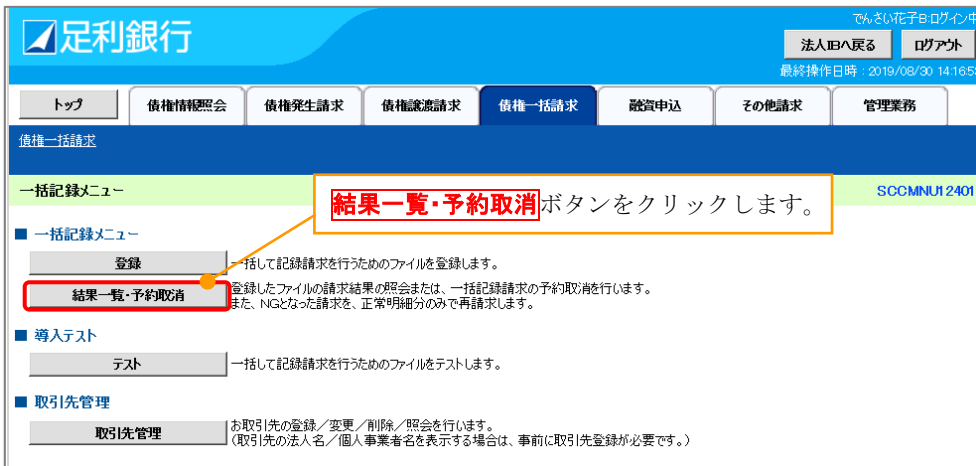 足利銀行
でんさい花子B:ログイン中
法人IBへ戻る ログアウト
最終操作日時:2019/08/30 14:16:53
トップ 債権情報照会 債権発生請求 債権譲渡請求 債権一括請求 融資申込 その他請求 管理業務
債権一括請求
一括記録メニュー SCCMNU12401
結果一覧・予約取消ボタンをクリックします。
■ 一括記録メニュー
登録 一括して記録請求を行うためのファイルを登録します。
結果一覧・予約取消 登録したファイルの請求結果の照会または、一括記録請求の予約取消を行います。
また、NGとなった請求を、正常明細分のみで再請求します。
■ 導入テスト
テスト 一括して記録請求を行うためのファイルをテストします。
■ 取引先管理
取引先管理 お取引先の登録/変更/削除/照会を行います。
(取引先の法人名/個人事業者名を表示する場合は、事前に取引先登録が必要です。)